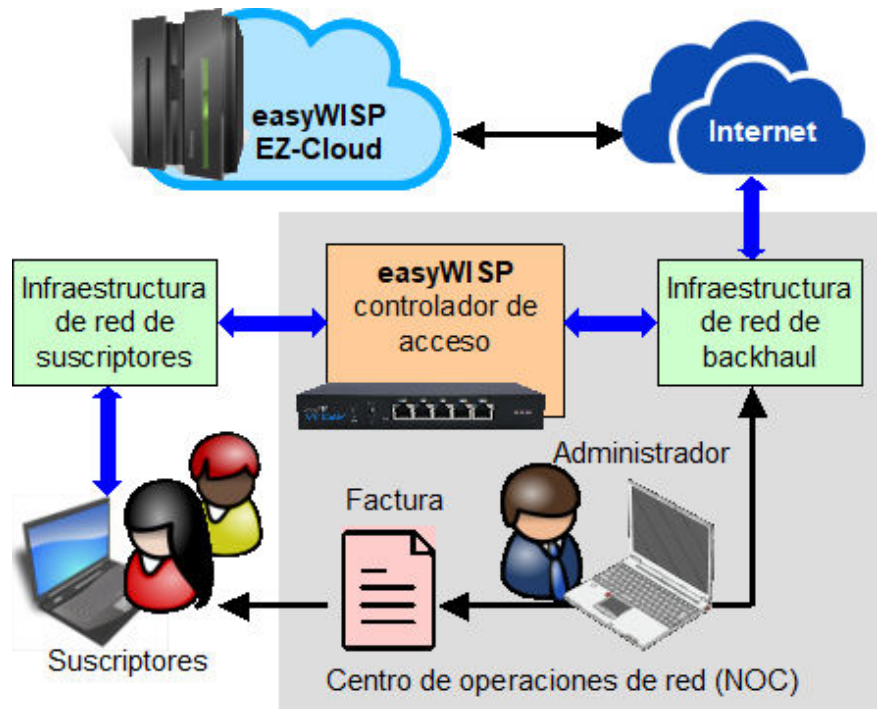 easyWISP
EZ-Cloud
Internet
Infraestructura
de red de
suscriptores
easyWISP
controlador de
acceso
Infraestructura
de red de
backhaul
Administrador
Factura
Suscriptores
Centro de operaciones de red (NOC)